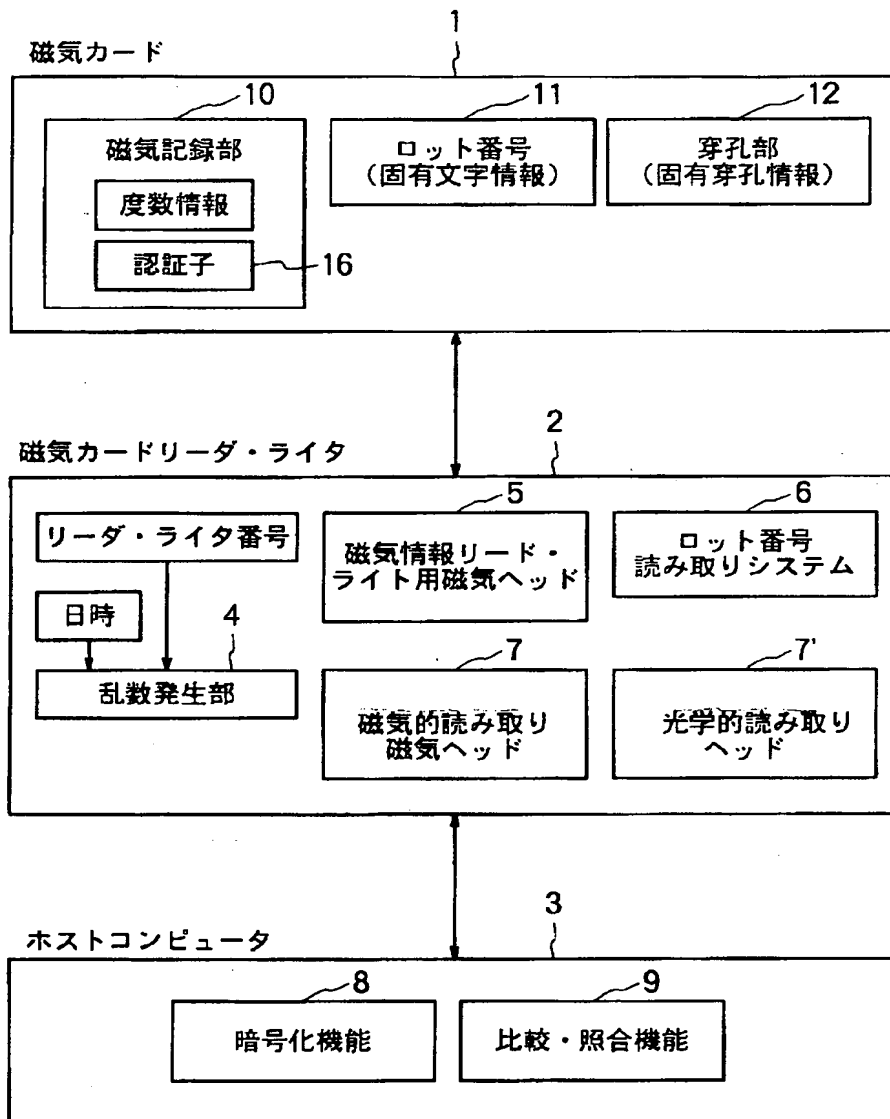 1
磁気カード
10
11
12
磁気記録部
度数情報
認証子
16
ロット番号
(固有文字情報)
穿孔部
(固有穿孔情報)
2
磁気カードリーダ・ライタ
リーダ・ライタ番号
日時
4
乱数発生部
5
磁気情報リード・
ライト用磁気ヘッド
6
ロット番号
読み取りシステム
7
磁気的読み取り
磁気ヘッド
7'
光学的読み取り
ヘッド
3
ホストコンピュータ
8
暗号化機能
9
比較・照合機能